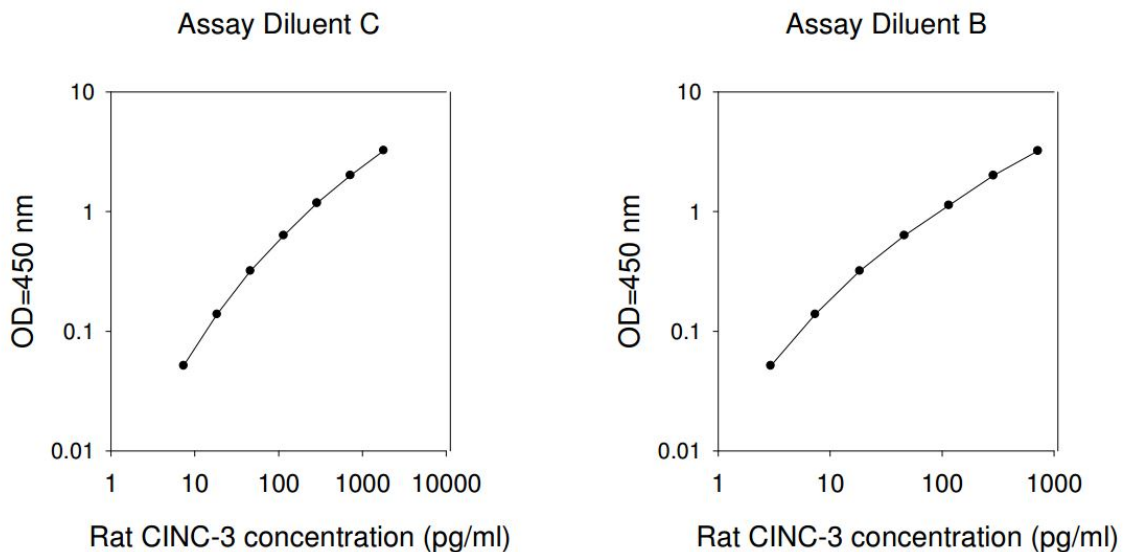 Assay Diluent C
10
1
0.1
0.01
OD=450 nm
1 10 100 1000 10000
Rat CINC-3 concentration (pg/ml)
Assay Diluent B
10
1
0.1
0.01
OD=450 nm
1 10 100 1000
Rat CINC-3 concentration (pg/ml)